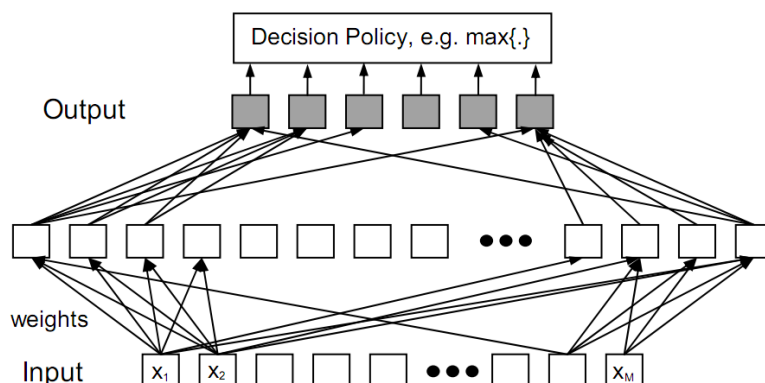 Decision Policy, e.g. max{.}
Output
weights
Input
x1 x2 xM